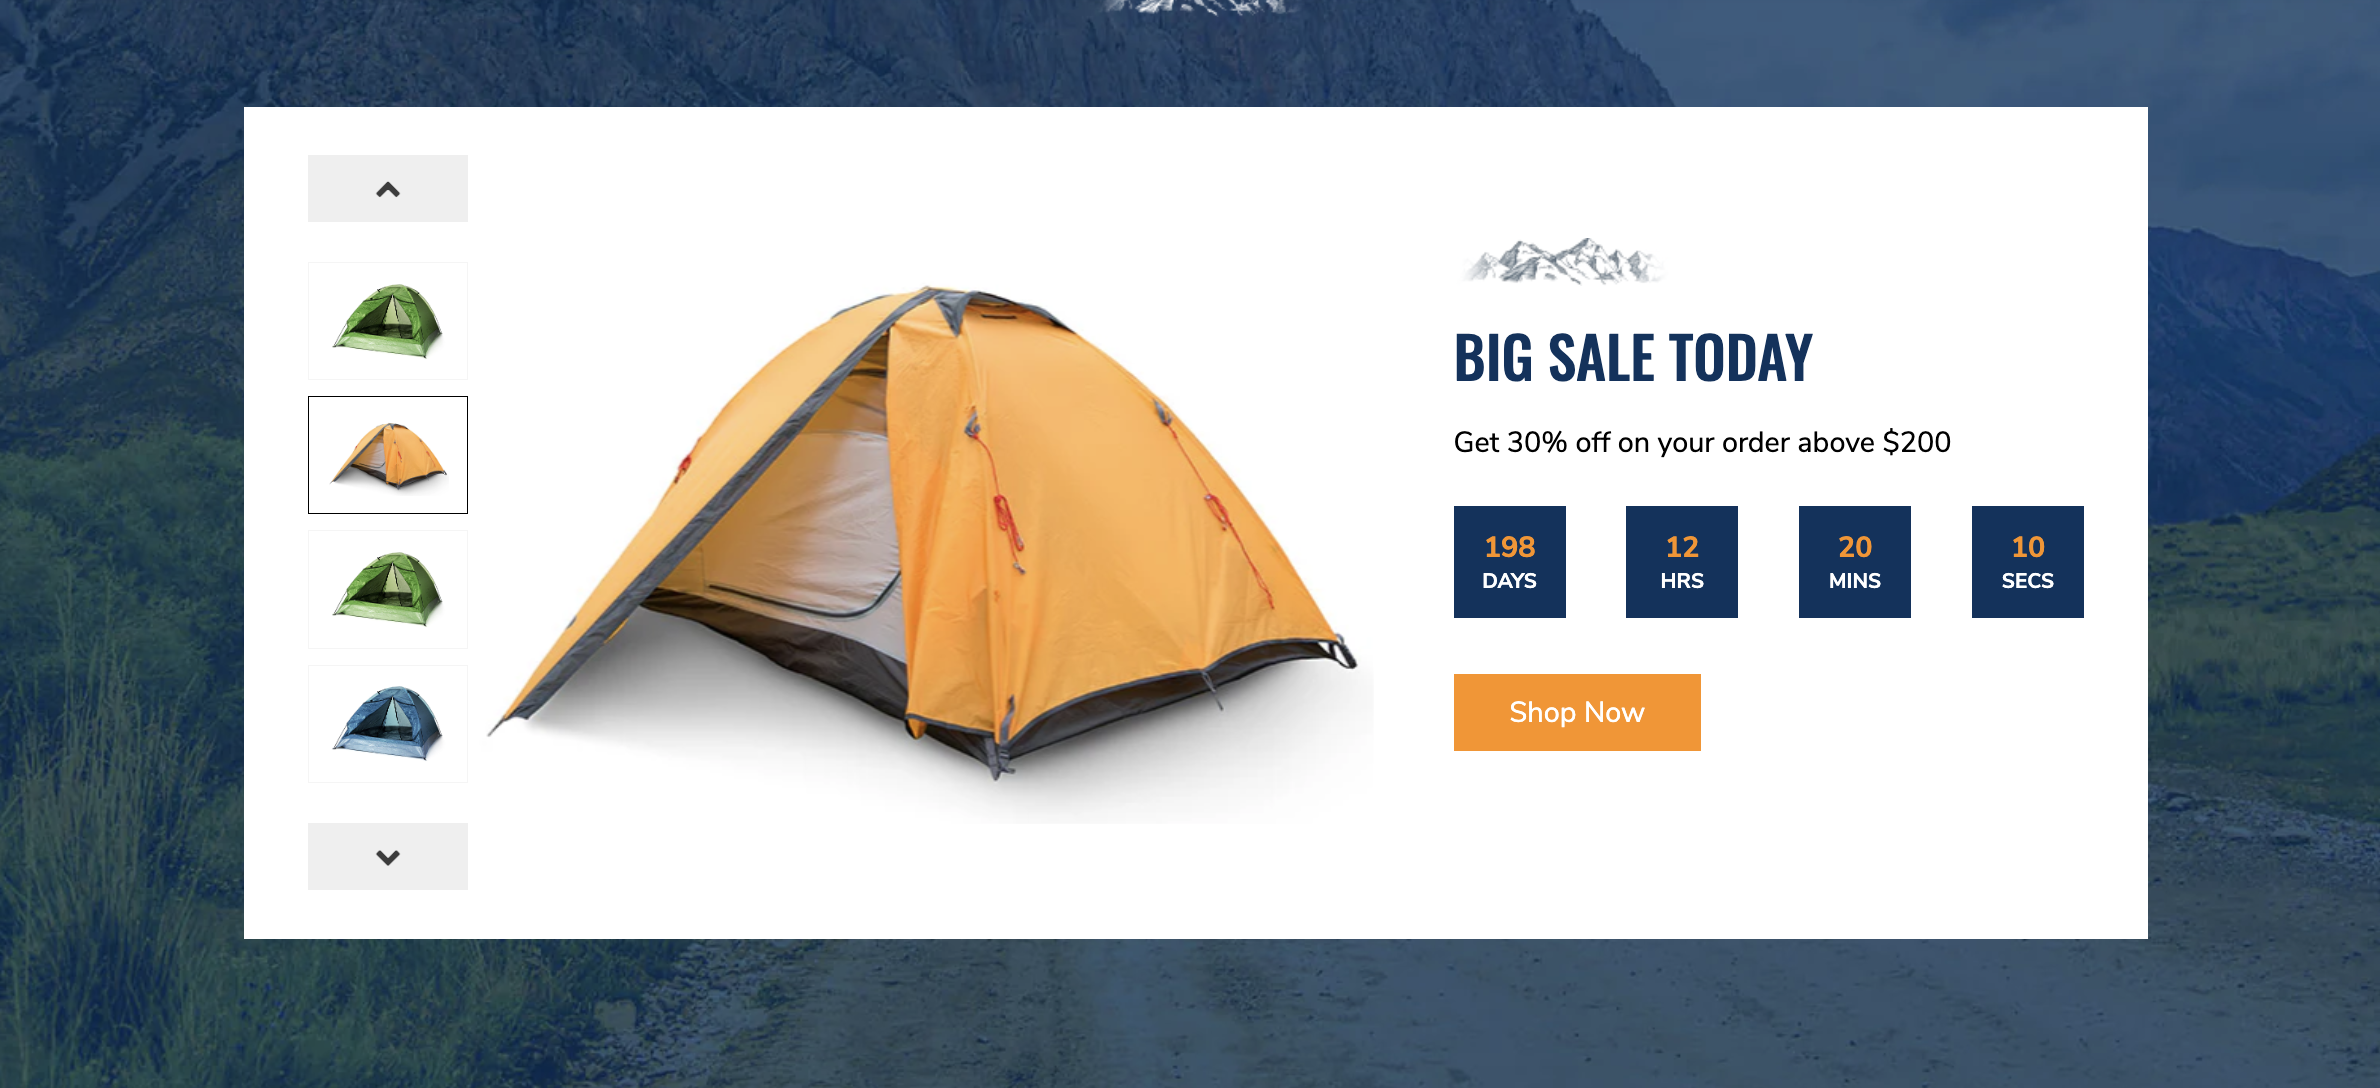 BIG SALE TODAY
Get 30% off on your order above $200
198 12 20 10
DAYS HRS MINS SECS
Shop Now